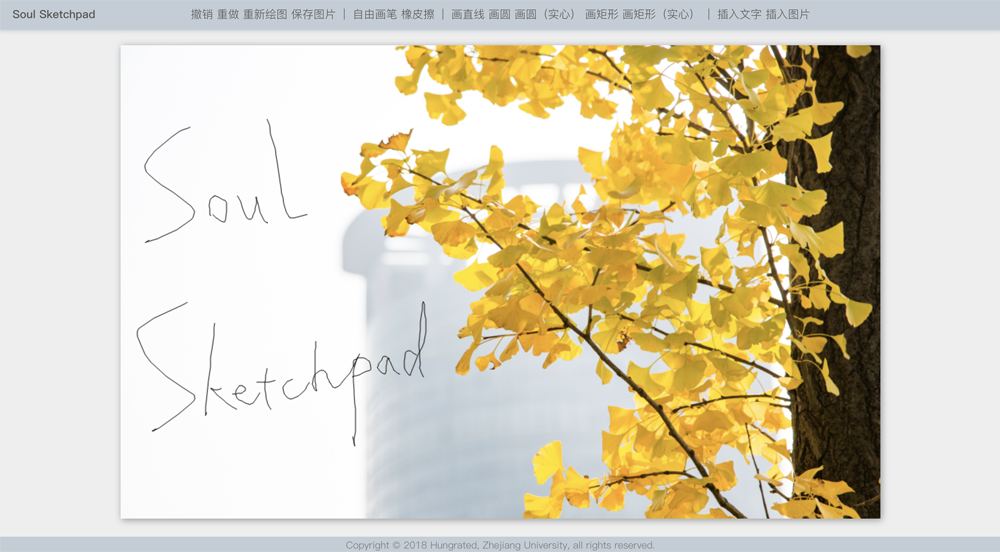 Soul Sketchpad 撤销 重做 重新绘图 保存图片 | 自由画笔 橡皮擦 | 画直线 画圆 画圆（实心） 画矩形 画矩形（实心） | 插入文字 插入图片
Soul
Sketchpad
Copyright © 2018 Hungrated, Zhejiang University, all rights reserved.